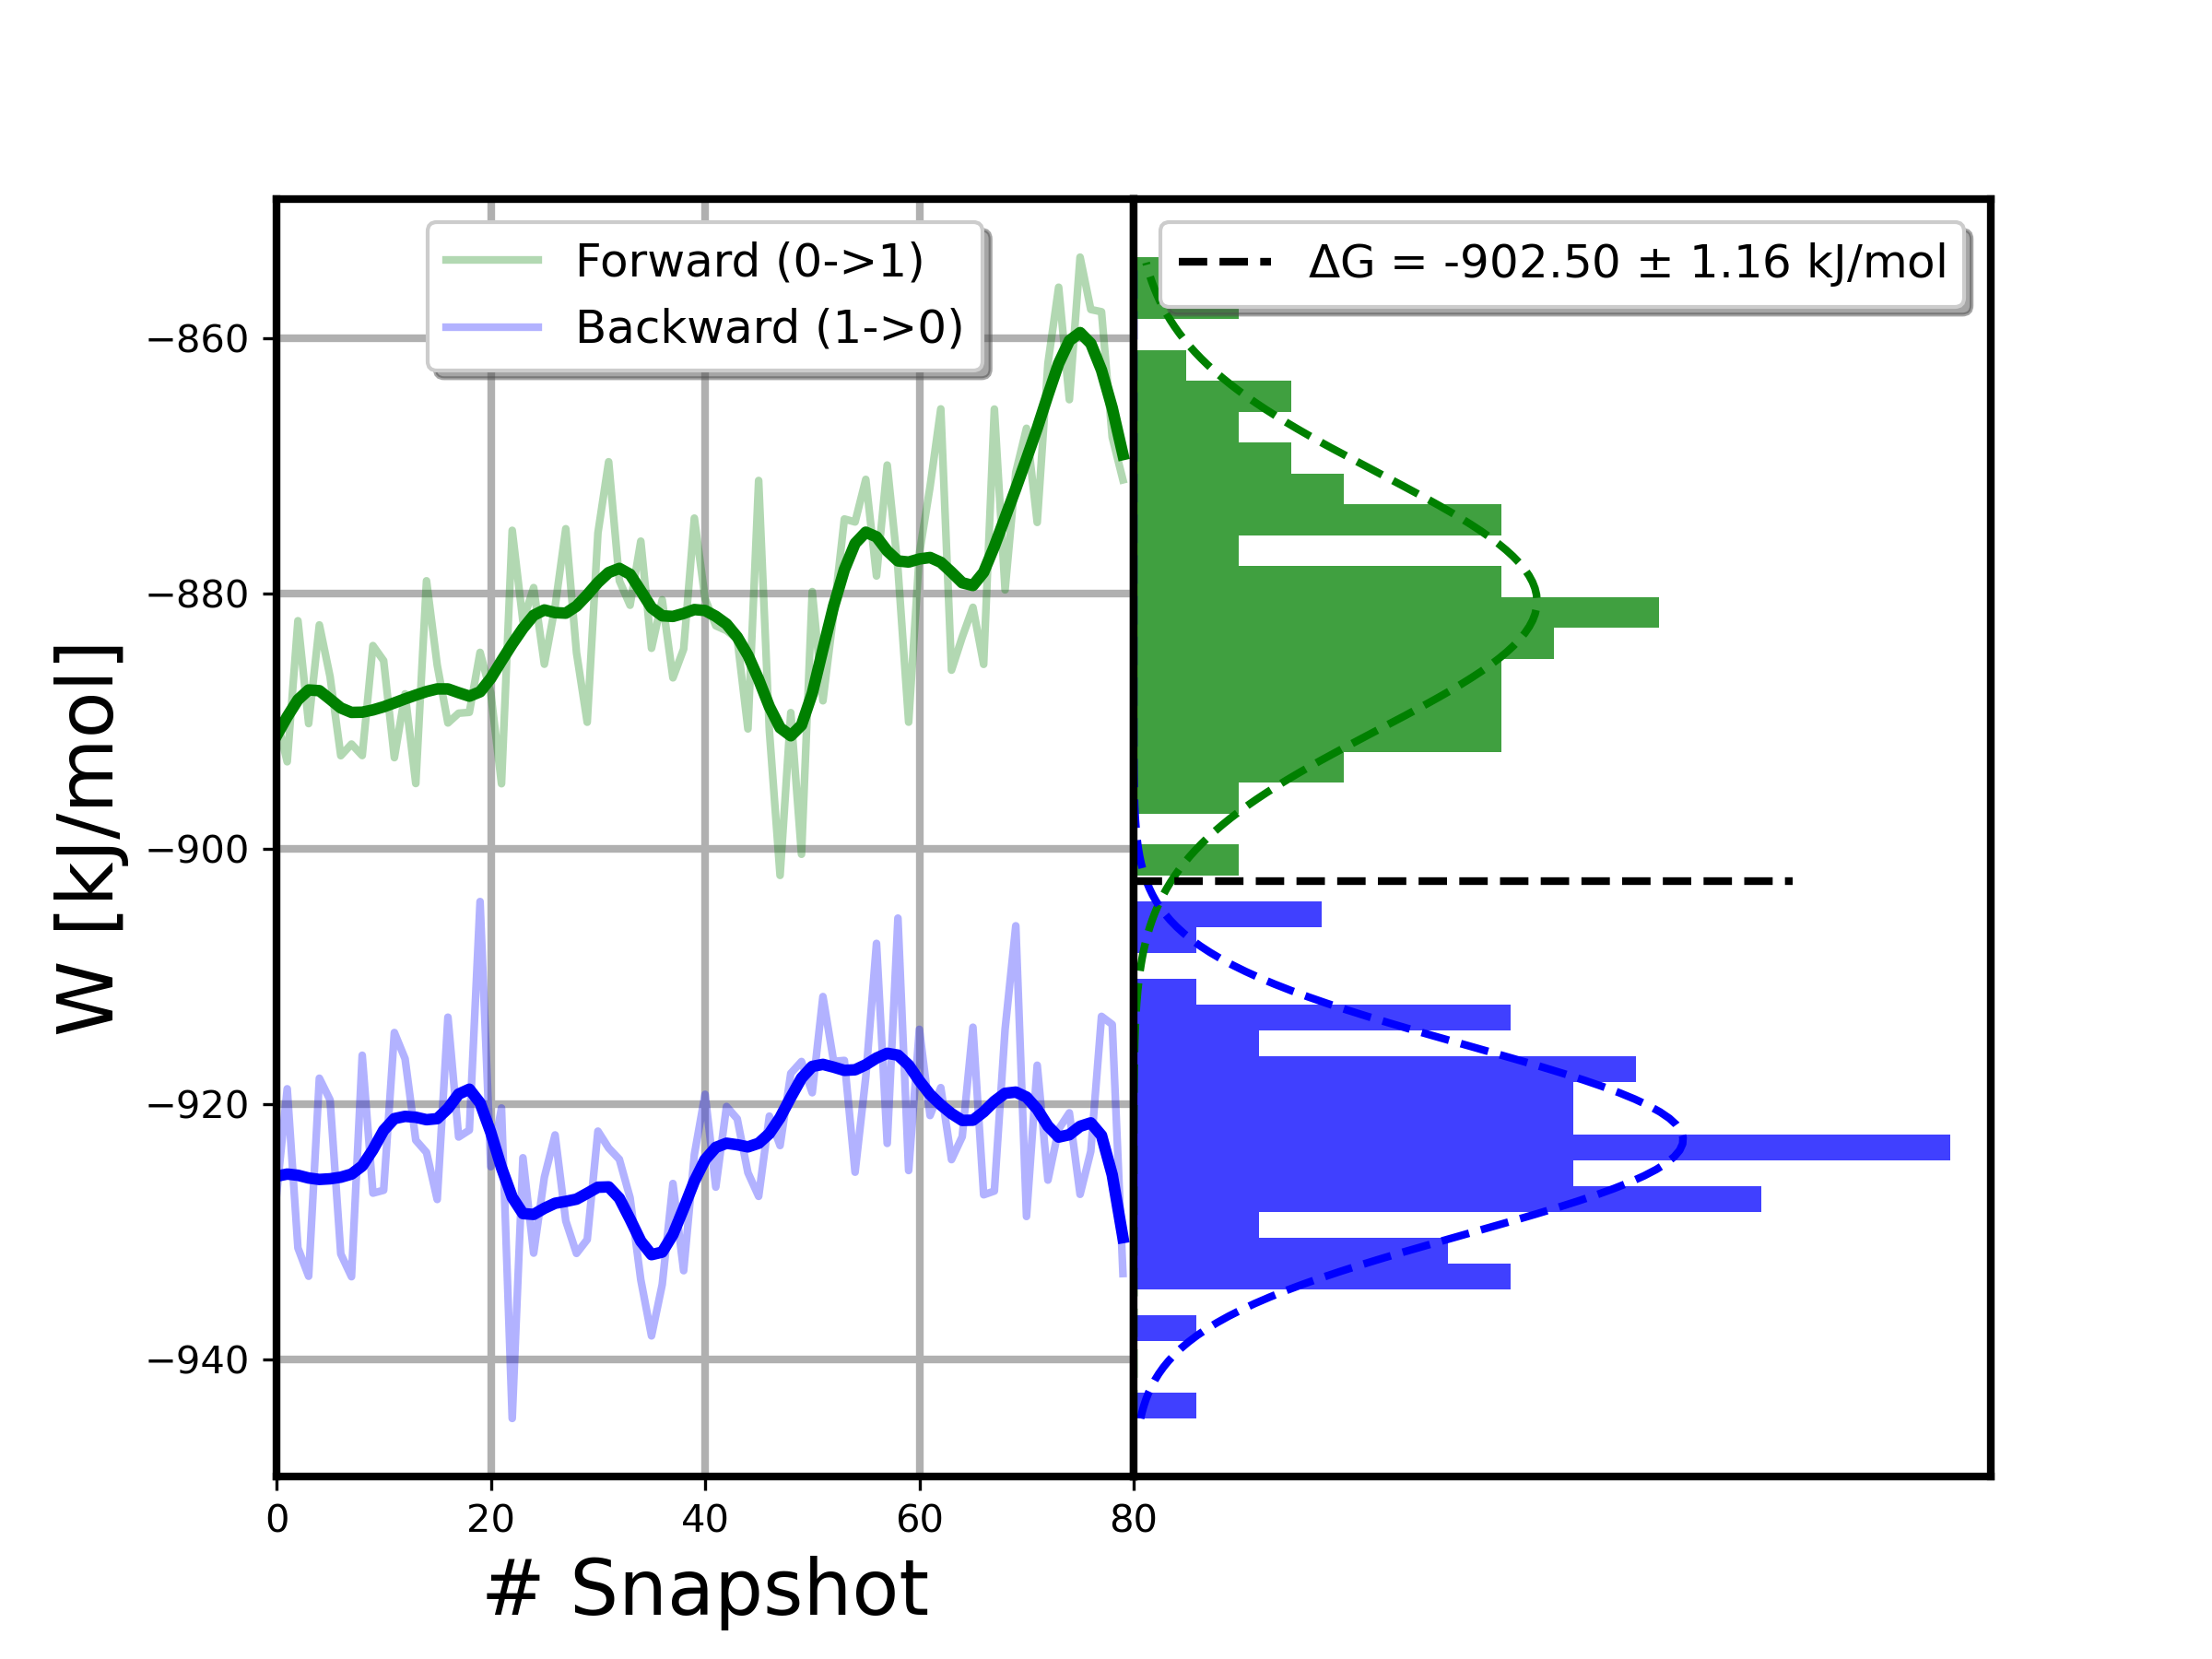 Forward (0->1)
Backward (1->0)
ΔG = -902.50 ± 1.16 kJ/mol
W [kJ/mol]
−860
−880
−900
−920
−940
0 20 40 60 80
# Snapshot